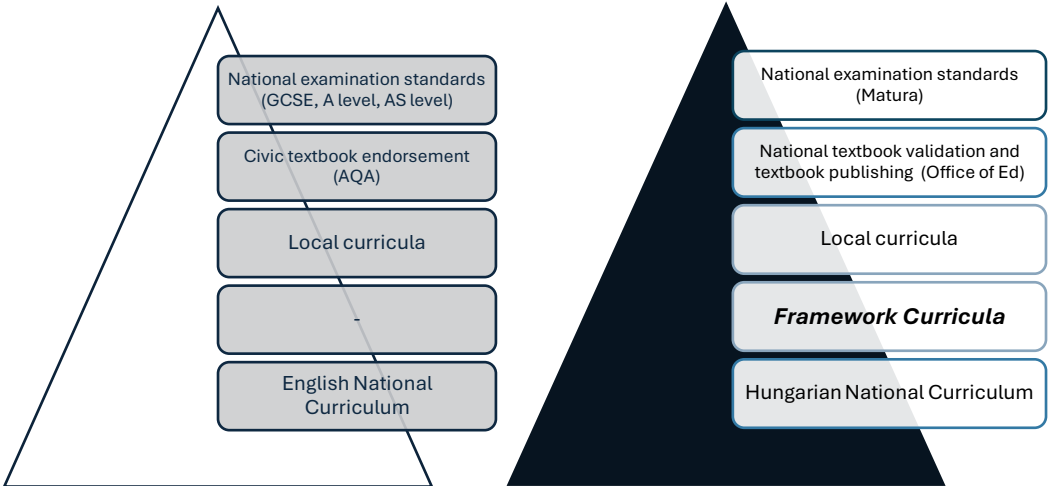 National examination standards
(GCSE, A level, AS level)
Civic textbook endorsement
(AQA)
Local curricula
-
English National
Curriculum
National examination standards
(Matura)
National textbook validation and
textbook publishing (Office of Ed)
Local curricula
Framework Curricula
Hungarian National Curriculum